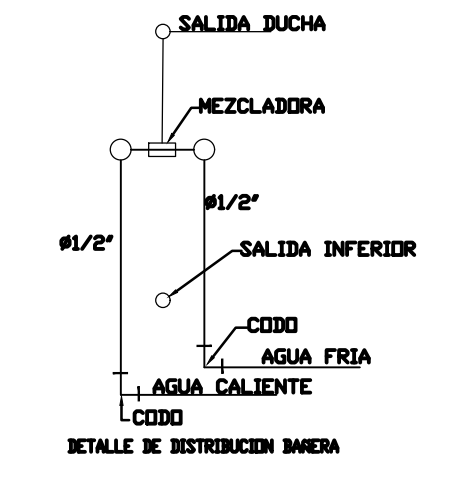 SALIDA DUCHA
MEZCLADORA
Ø1/2"
Ø1/2"
SALIDA INFERIOR
CODO
AGUA FRIA
AGUA CALIENTE
CODO
DETALLE DE DISTRIBUCION BAÑERA